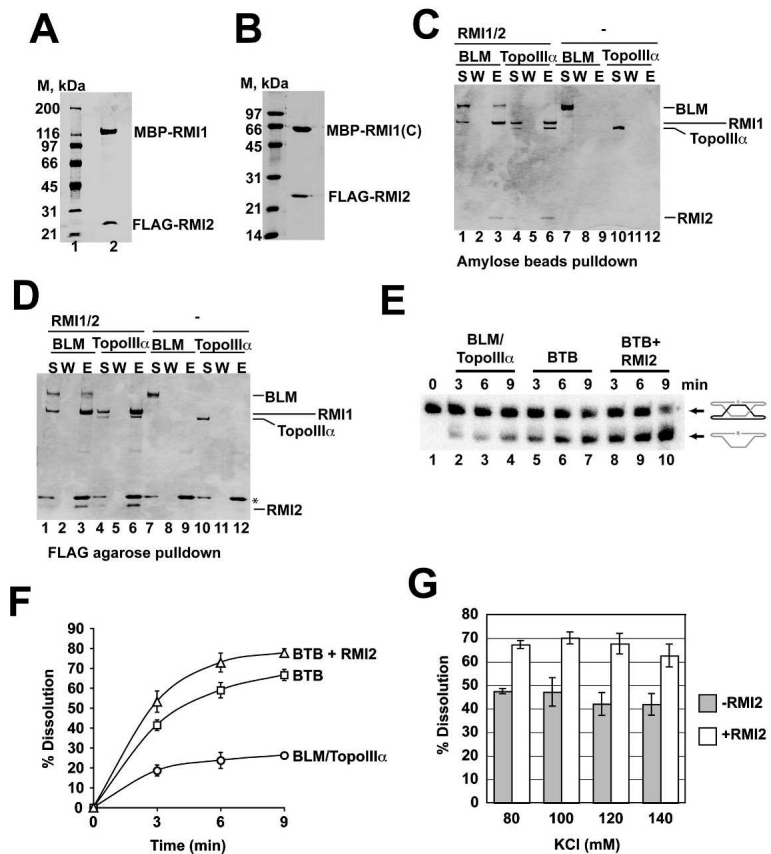 A
M, kDa
200
116
97
66
45
31
21
MBP-RMI1
FLAG-RMI2
1 2
B
M, kDa
97
66
45
31
21
14
MBP-RMI1(C)
FLAG-RMI2
C
RMI1/2 -
BLM TopoIIIα BLM TopoIIIα
S W E S W E S W E S W E
BLM
RMI1
TopoIIIα
RMI2
1 2 3 4 5 6 7 8 9 10 11 12
Amylose beads pulldown
D
RMI1/2 -
BLM TopoIIIα BLM TopoIIIα
S W E S W E S W E S W E
BLM
RMI1
TopoIIIα
*
RMI2
1 2 3 4 5 6 7 8 9 10 11 12
FLAG agarose pulldown
E
BLM/
TopoIIIα
BTB
BTB+
RMI2
0 3 6 9 3 6 9 3 6 9 min
1 2 3 4 5 6 7 8 9 10
F
% Dissolution
90
80
70
60
50
40
30
20
10
0
BTB + RMI2
BTB
BLM/TopoIIIα
0 3 6 9
Time (min)
G
% Dissolution
80
70
60
50
40
30
20
10
0
-RMI2
+RMI2
80 100 120 140
KCl (mM)